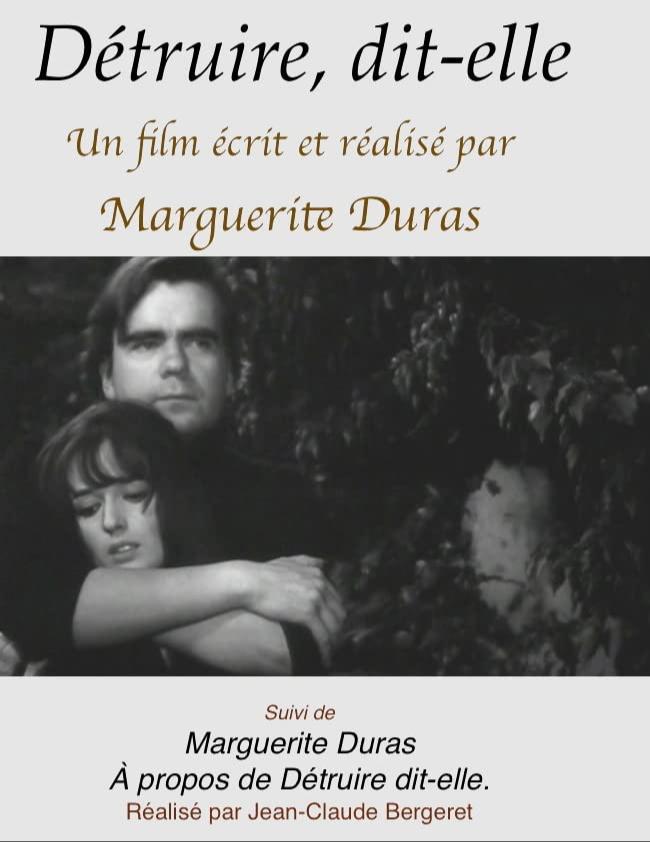 Détruire, dit-elle
Un film écrit et réalisé par
Marguerite Duras
Suivi de
Marguerite Duras
À propos de Détruire dit-elle.
Réalisé par Jean-Claude Bergeret